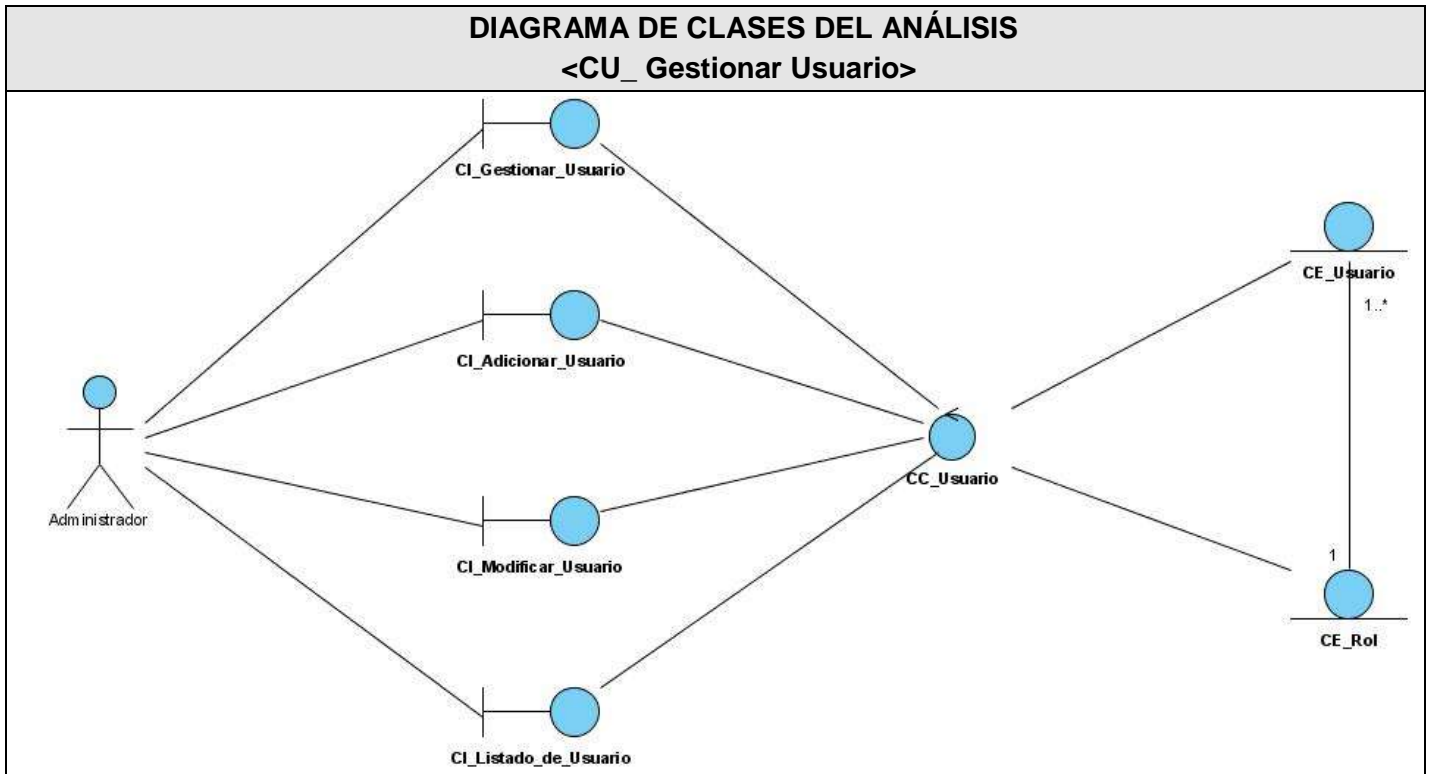 DIAGRAMA DE CLASES DEL ANÁLISIS
<CU_ Gestionar Usuario>
CI_Gestionar_Usuario
CE_Usuario
1..*
CI_Adicionar_Usuario
CC_Usuario
Administrador
CI_Modificar_Usuario
1
CE_Rol
CI_Listado_de_Usuario